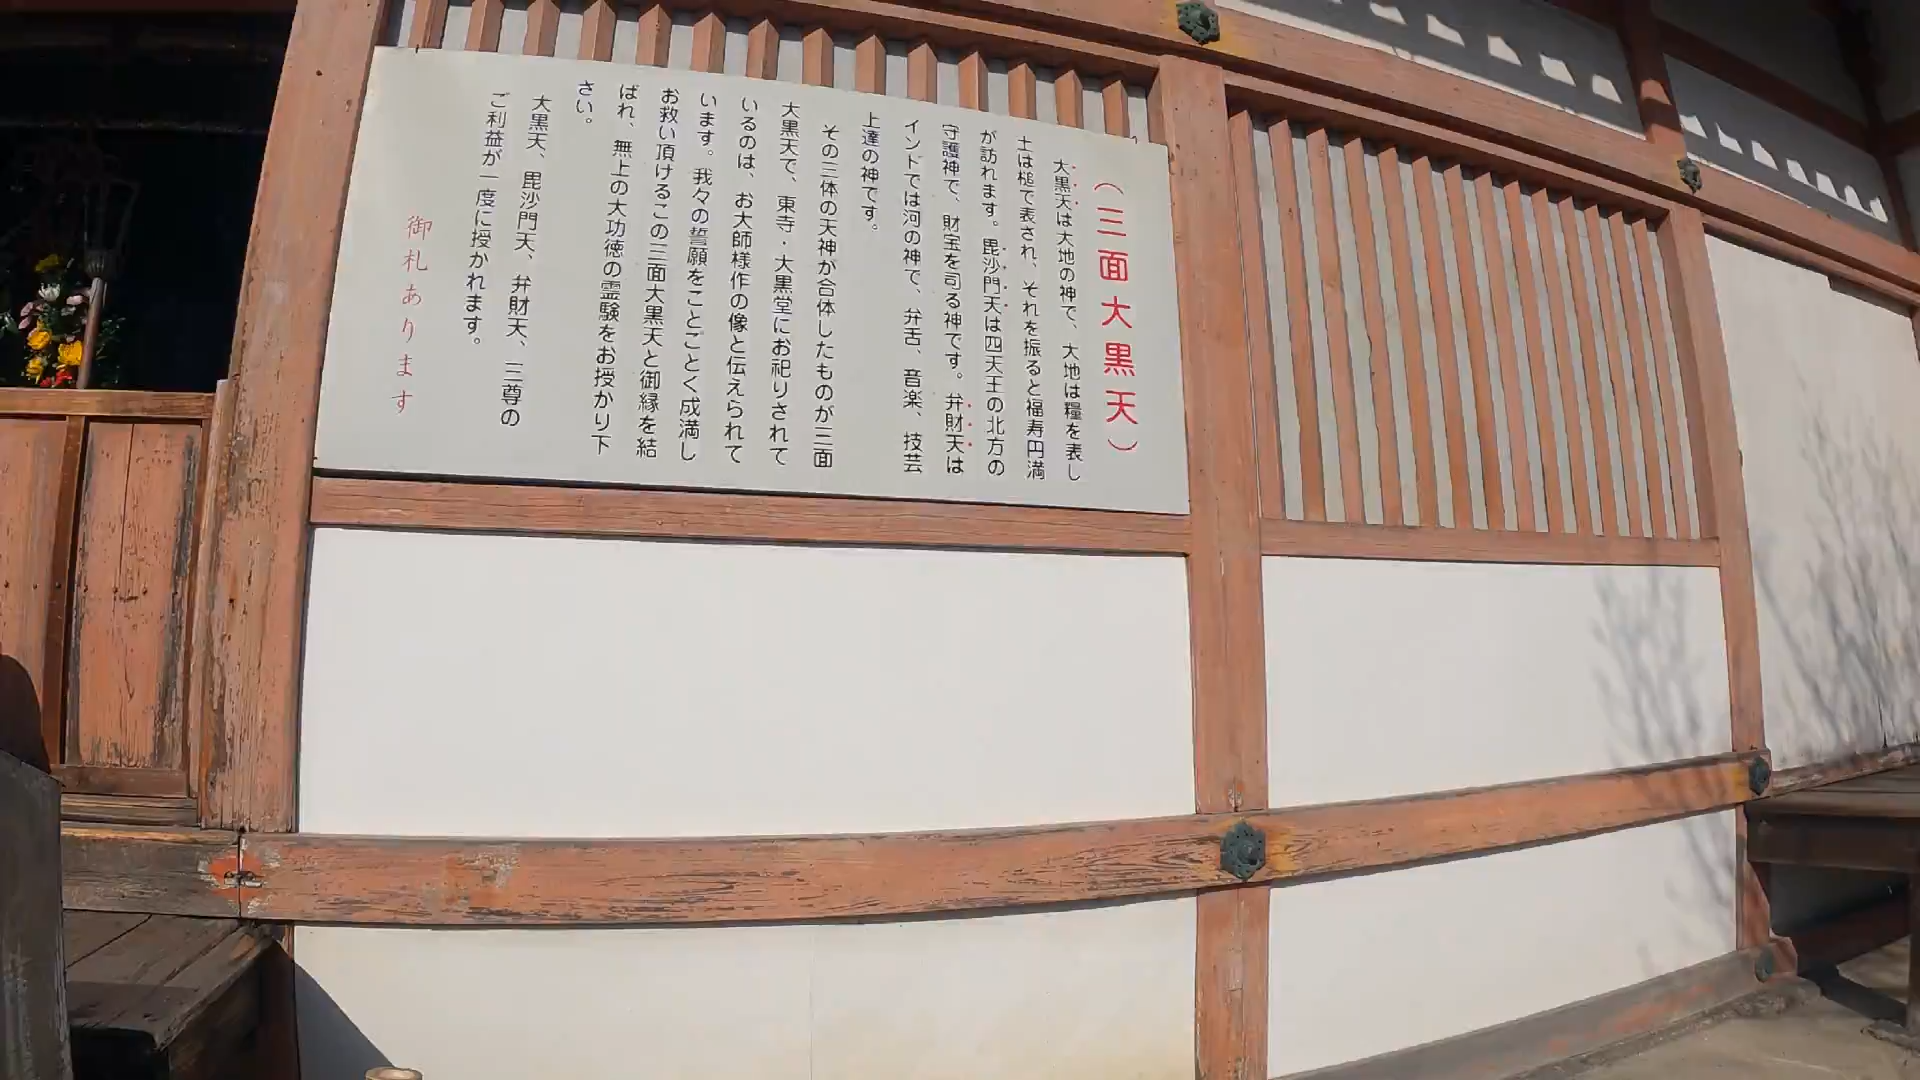 (三面大黒天)
大黒天は大地の神で、大地は糧を表し
土は槌で表され、それを振ると福寿円満
が訪れます。毘沙門天は四天王の北方の
守護神で、財宝を司る神です。弁財天は
インドでは河の神で、弁舌、音楽、技芸
上達の神です。
その三体の天神が合体したものが三面
大黒天で、東寺・大黒堂にお祀りされて
いるのは、お大師様作の像と伝えられて
います。我々の誓願をことごとく成満し
お救い頂けるこの三面大黒天と御縁を結
ばれ、無上の大功徳の霊験をお授かり下
さい。
大黒天、毘沙門天、弁財天、三尊の
ご利益が一度に授かれます。
御札あります